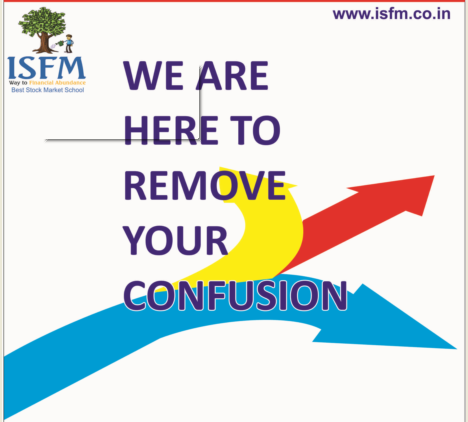 www.isfm.co.in
ISFM
Way to Financial Abundance
Best Stock Market School
WE ARE
HERE TO
REMOVE
YOUR
CONFUSION